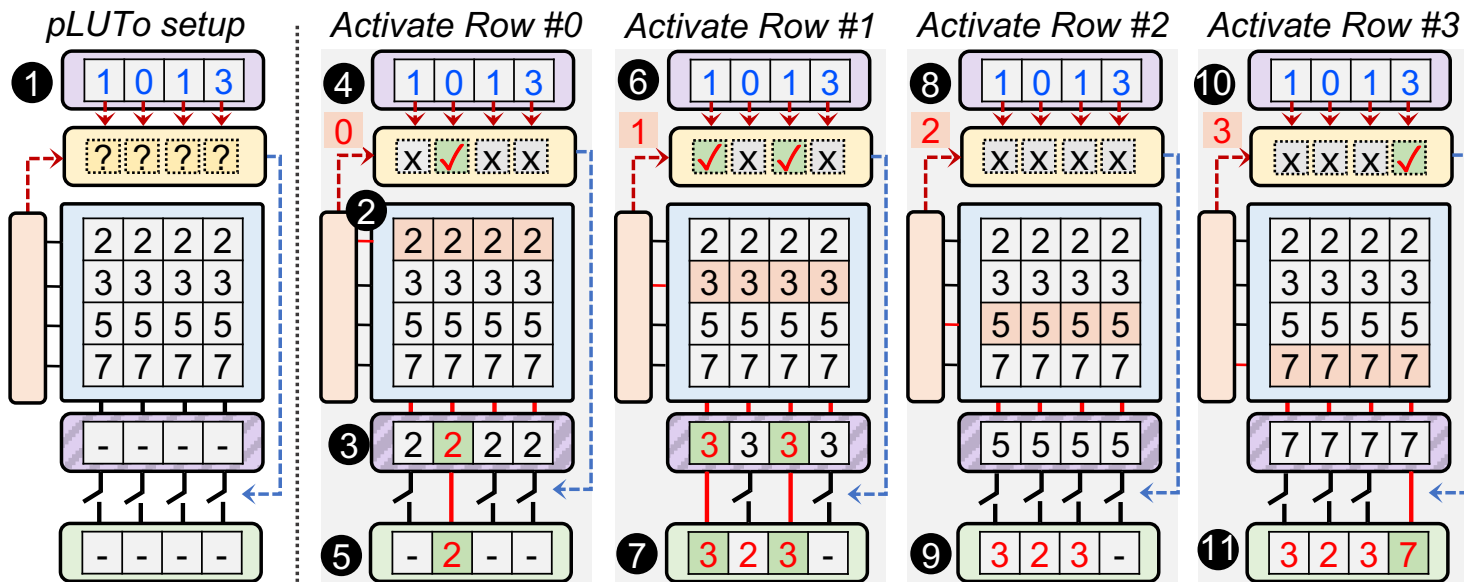 pLUTo setup
1
1 0 1 3
? ? ? ?
2 2 2 2
3 3 3 3
5 5 5 5
7 7 7 7
- - - -
- - - -
Activate Row #0
4
1 0 1 3
0
x ✓ x x
2
2 2 2 2
3 3 3 3
5 5 5 5
7 7 7 7
3
2 2 2 2
5
- 2 - -
Activate Row #1
6
1 0 1 3
1
✓ x ✓ x
2 2 2 2
3 3 3 3
5 5 5 5
7 7 7 7
3 3 3 3
7
3 2 3 -
Activate Row #2
8
1 0 1 3
2
x x x x
2 2 2 2
3 3 3 3
5 5 5 5
7 7 7 7
5 5 5 5
9
3 2 3 -
Activate Row #3
10
1 0 1 3
3
x x x ✓
2 2 2 2
3 3 3 3
5 5 5 5
7 7 7 7
7 7 7 7
11
3 2 3 7